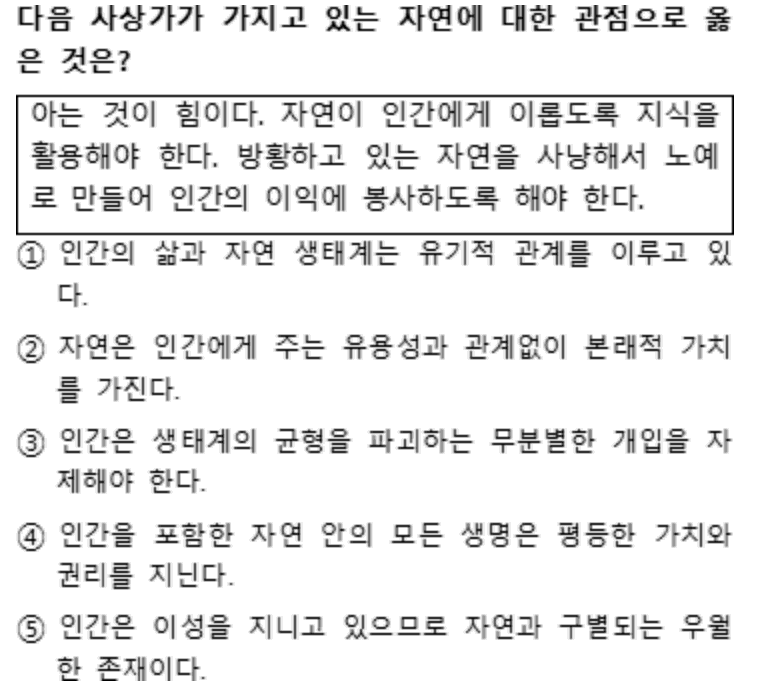 다음 사상가가 가지고 있는 자연에 대한 관점으로 옳
은 것은?
아는 것이 힘이다. 자연이 인간에게 이롭도록 지식을
활용해야 한다. 방황하고 있는 자연을 사냥해서 노예
로 만들어 인간의 이익에 봉사하도록 해야 한다.
① 인간의 삶과 자연 생태계는 유기적 관계를 이루고 있
다.
② 자연은 인간에게 주는 유용성과 관계없이 본래적 가치
를 가진다.
③ 인간은 생태계의 균형을 파괴하는 무분별한 개입을 자
제해야 한다.
④ 인간을 포함한 자연 안의 모든 생명은 평등한 가치와
권리를 지닌다.
⑤ 인간은 이성을 지니고 있으므로 자연과 구별되는 우월
한 존재이다.